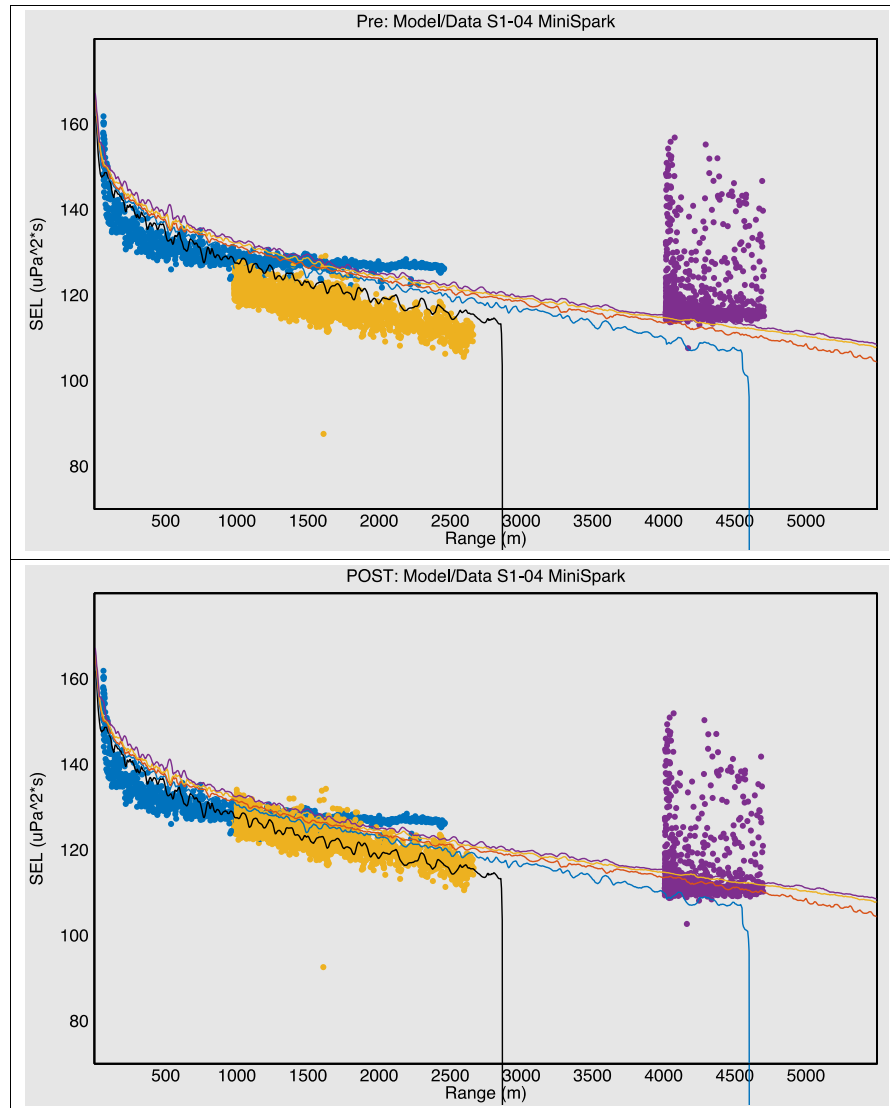 Pre: Model/Data S1-04 MiniSpark
160
140
120
100
80
SEL (uPa^2*s)
500 1000 1500 2000 2500 3000 3500 4000 4500 5000
Range (m)
POST: Model/Data S1-04 MiniSpark
160
140
120
100
80
SEL (uPa^2*s)
500 1000 1500 2000 2500 3000 3500 4000 4500 5000
Range (m)